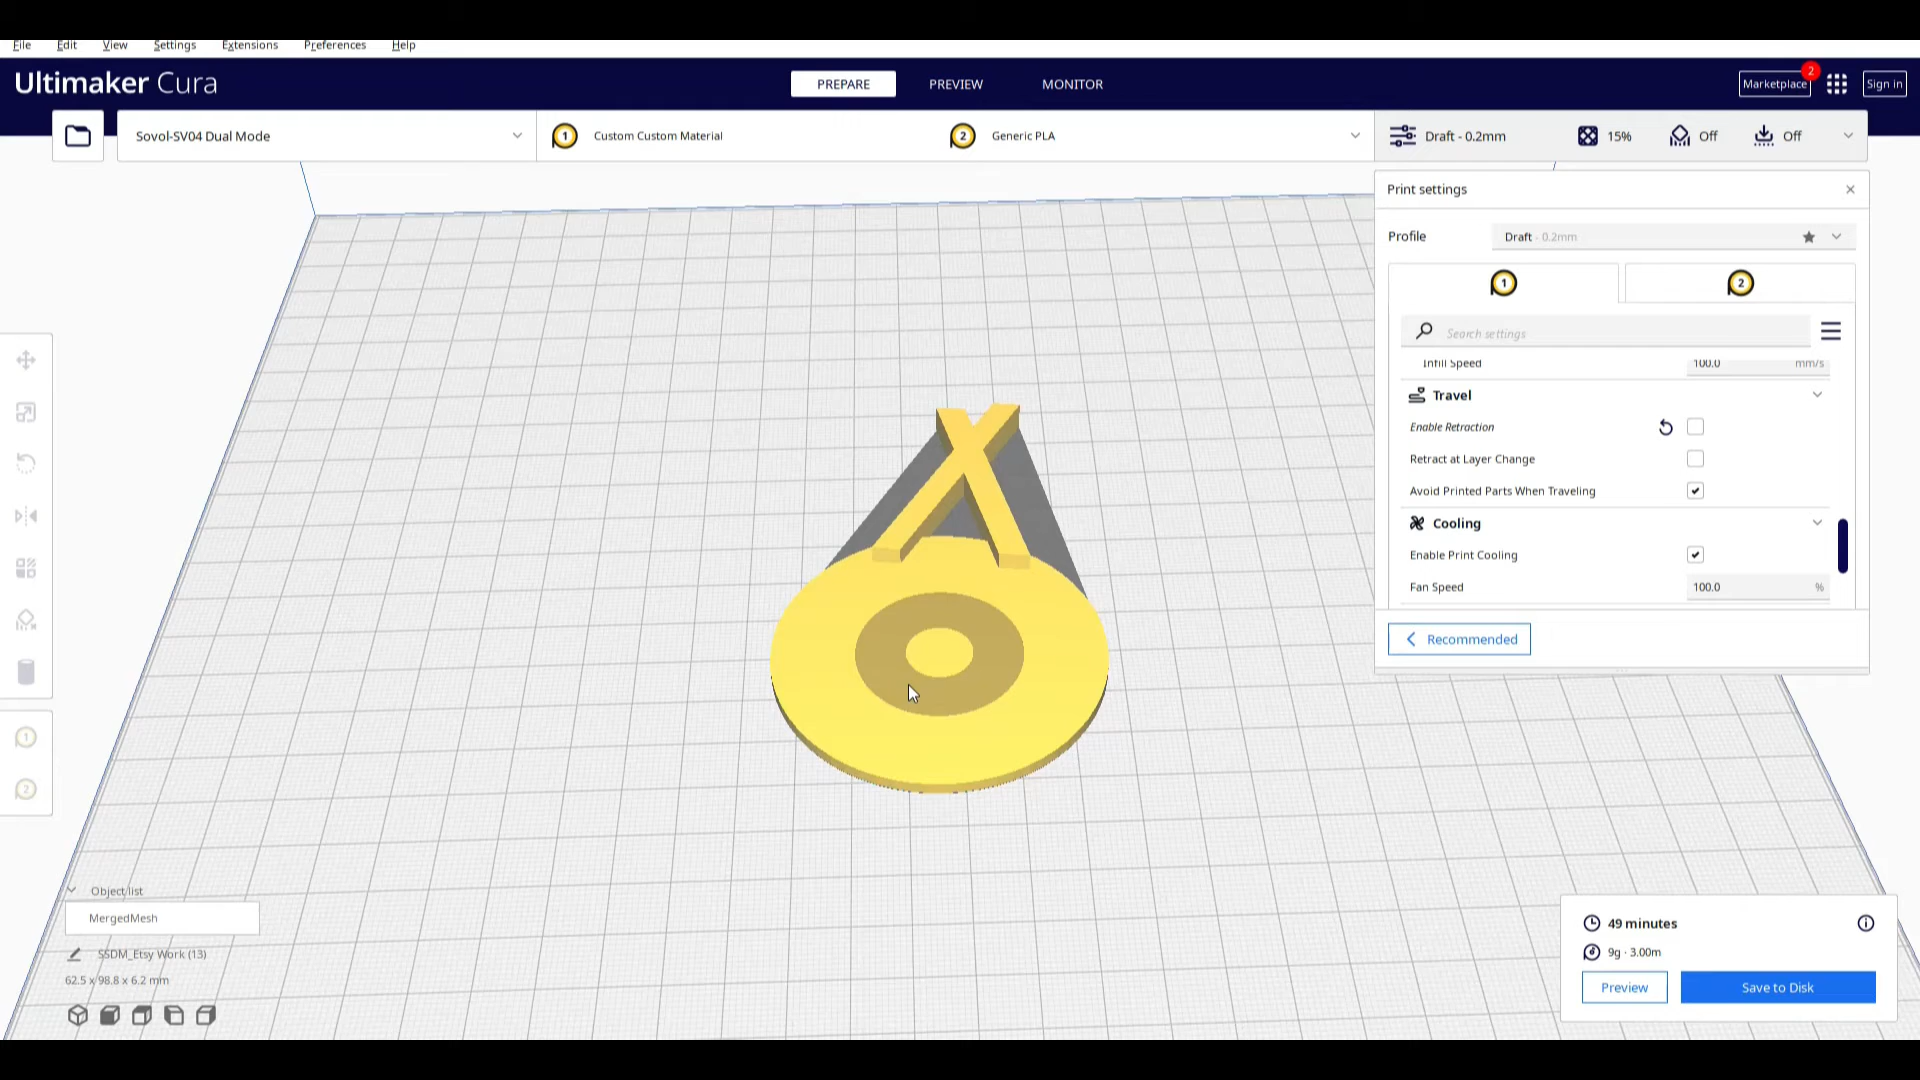 File Edit View Settings Extensions Preferences Help
Ultimaker Cura
PREPARE PREVIEW MONITOR
Marketplace 2 Sign in
Sovol-SV04 Dual Mode
1 Custom Custom Material
2 Generic PLA
Draft - 0.2mm 15% Off Off
Print settings
Profile Draft - 0.2mm
1 2
Search settings
Infill Speed 100.0 mm/s
Travel
Enable Retraction
Retract at Layer Change
Avoid Printed Parts When Traveling
Cooling
Enable Print Cooling
Fan Speed 100.0 %
Recommended
1
2
Object list
MergedMesh
SSDM_Etsy Work (13)
62.5 x 98.8 x 6.2 mm
49 minutes
9g · 3.00m
Preview Save to Disk